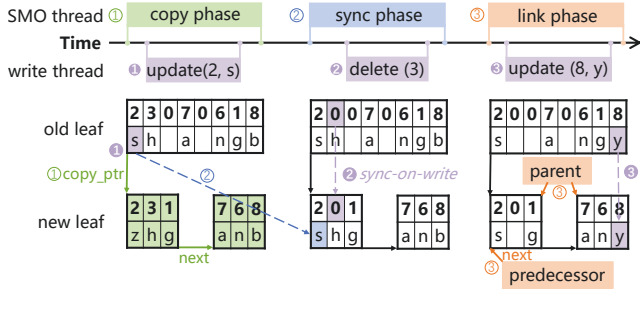 SMO thread ① copy phase ② sync phase ③ link phase
Time
write thread ❶ update(2, s) ❷ delete (3) ❸ update (8, y)
old leaf
2 3 0 7 0 6 1 8
s h a n g b
2 0 0 7 0 6 1 8
s h a n g b
2 0 0 7 0 6 1 8
s a n g y
❶
①copy_ptr
②
❷ sync-on-write
parent
③
❸
new leaf
2 3 1
z h g
7 6 8
a n b
next
2 0 1
s h g
7 6 8
a n b
2 0 1
s g
7 6 8
a n y
next
③ predecessor